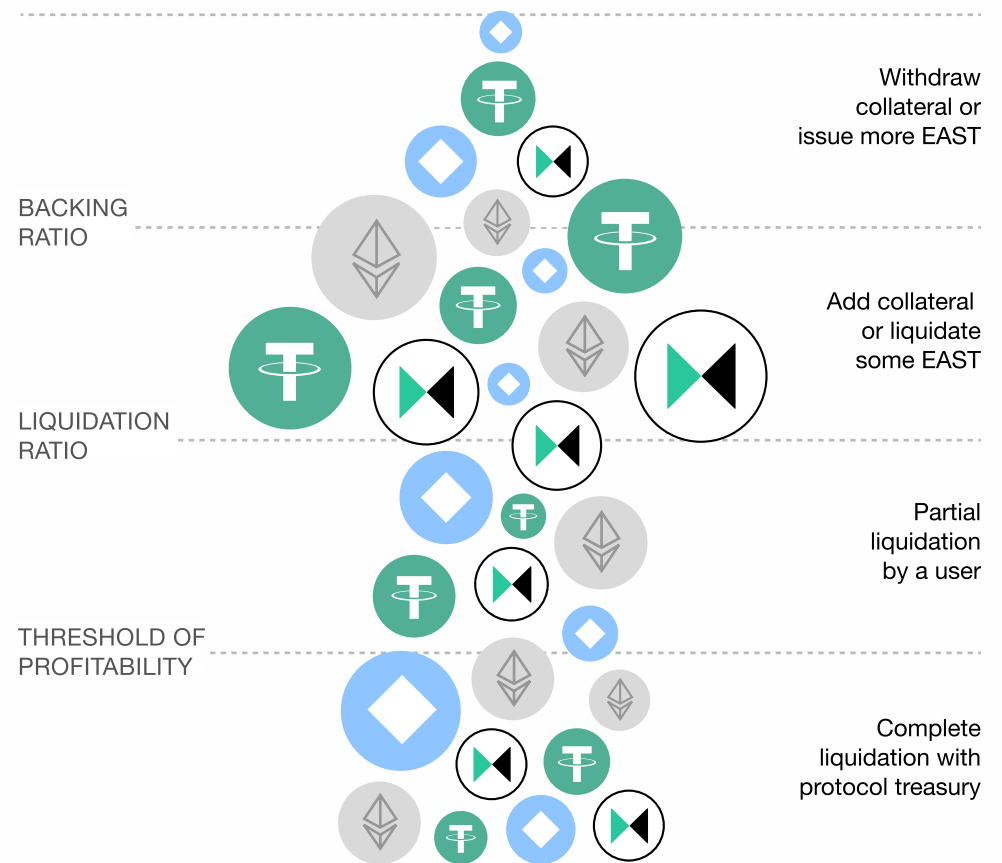 Withdraw
collateral or
issue more EAST
BACKING
RATIO
Add collateral
or liquidate
some EAST
LIQUIDATION
RATIO
Partial
liquidation
by a user
THRESHOLD OF
PROFITABILITY
Complete
liquidation with
protocol treasury